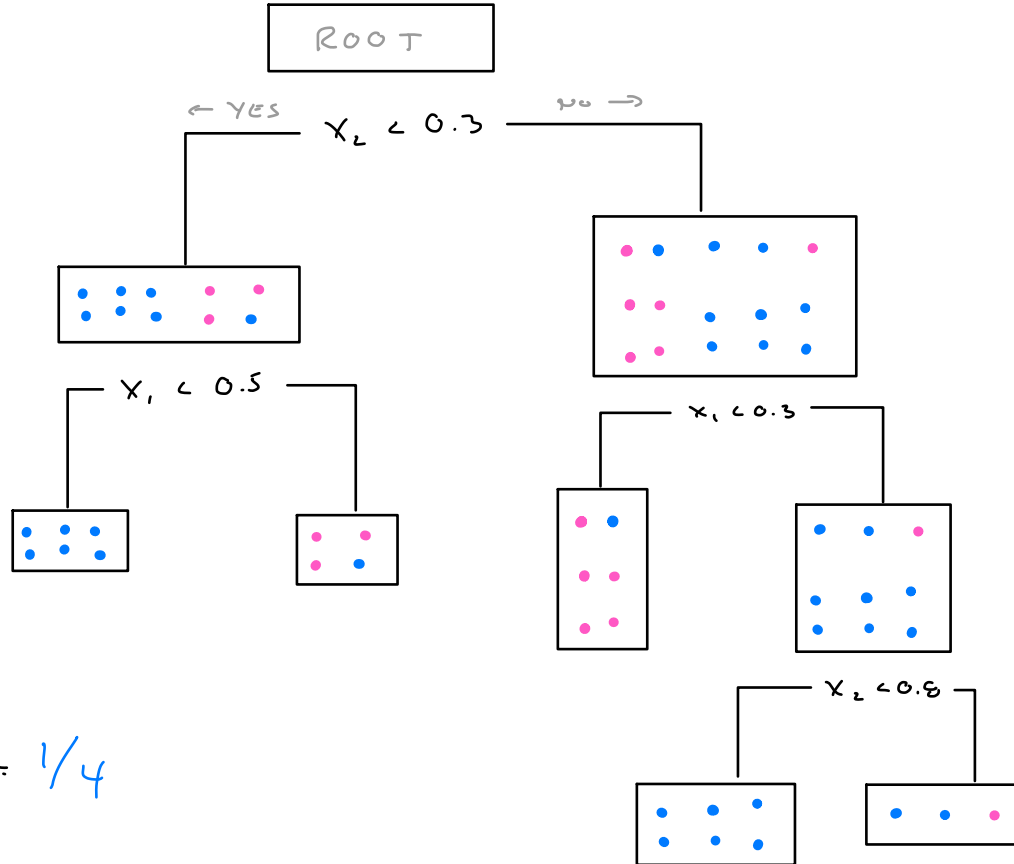 ROOT
← YES
NO →
X₂ < 0.3
X₁ < 0.5
X₁ < 0.3
X₂ < 0.8
= 1/4